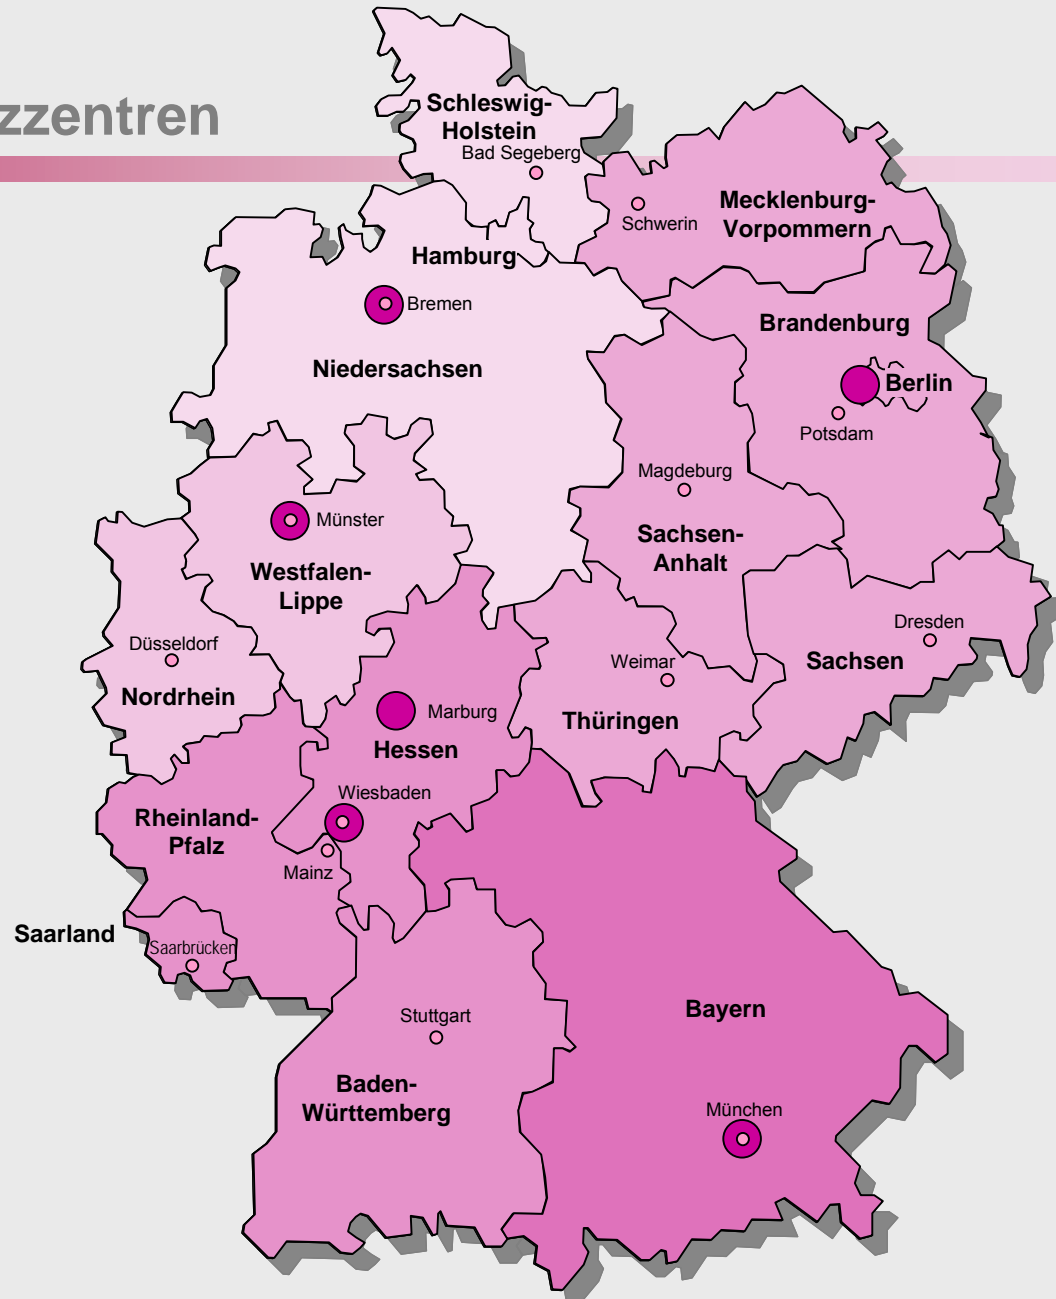 zzentren
Schleswig-
Holstein
Bad Segeberg
Mecklenburg-
Vorpommern
Schwerin
Hamburg
Bremen
Brandenburg
Niedersachsen
Berlin
Potsdam
Magdeburg
Münster
Sachsen-
Anhalt
Westfalen-
Lippe
Dresden
Düsseldorf
Weimar
Sachsen
Nordrhein
Marburg
Thüringen
Hessen
Wiesbaden
Rheinland-
Pfalz
Mainz
Saarland
Saarbrücken
Bayern
Stuttgart
Baden-
Württemberg
München